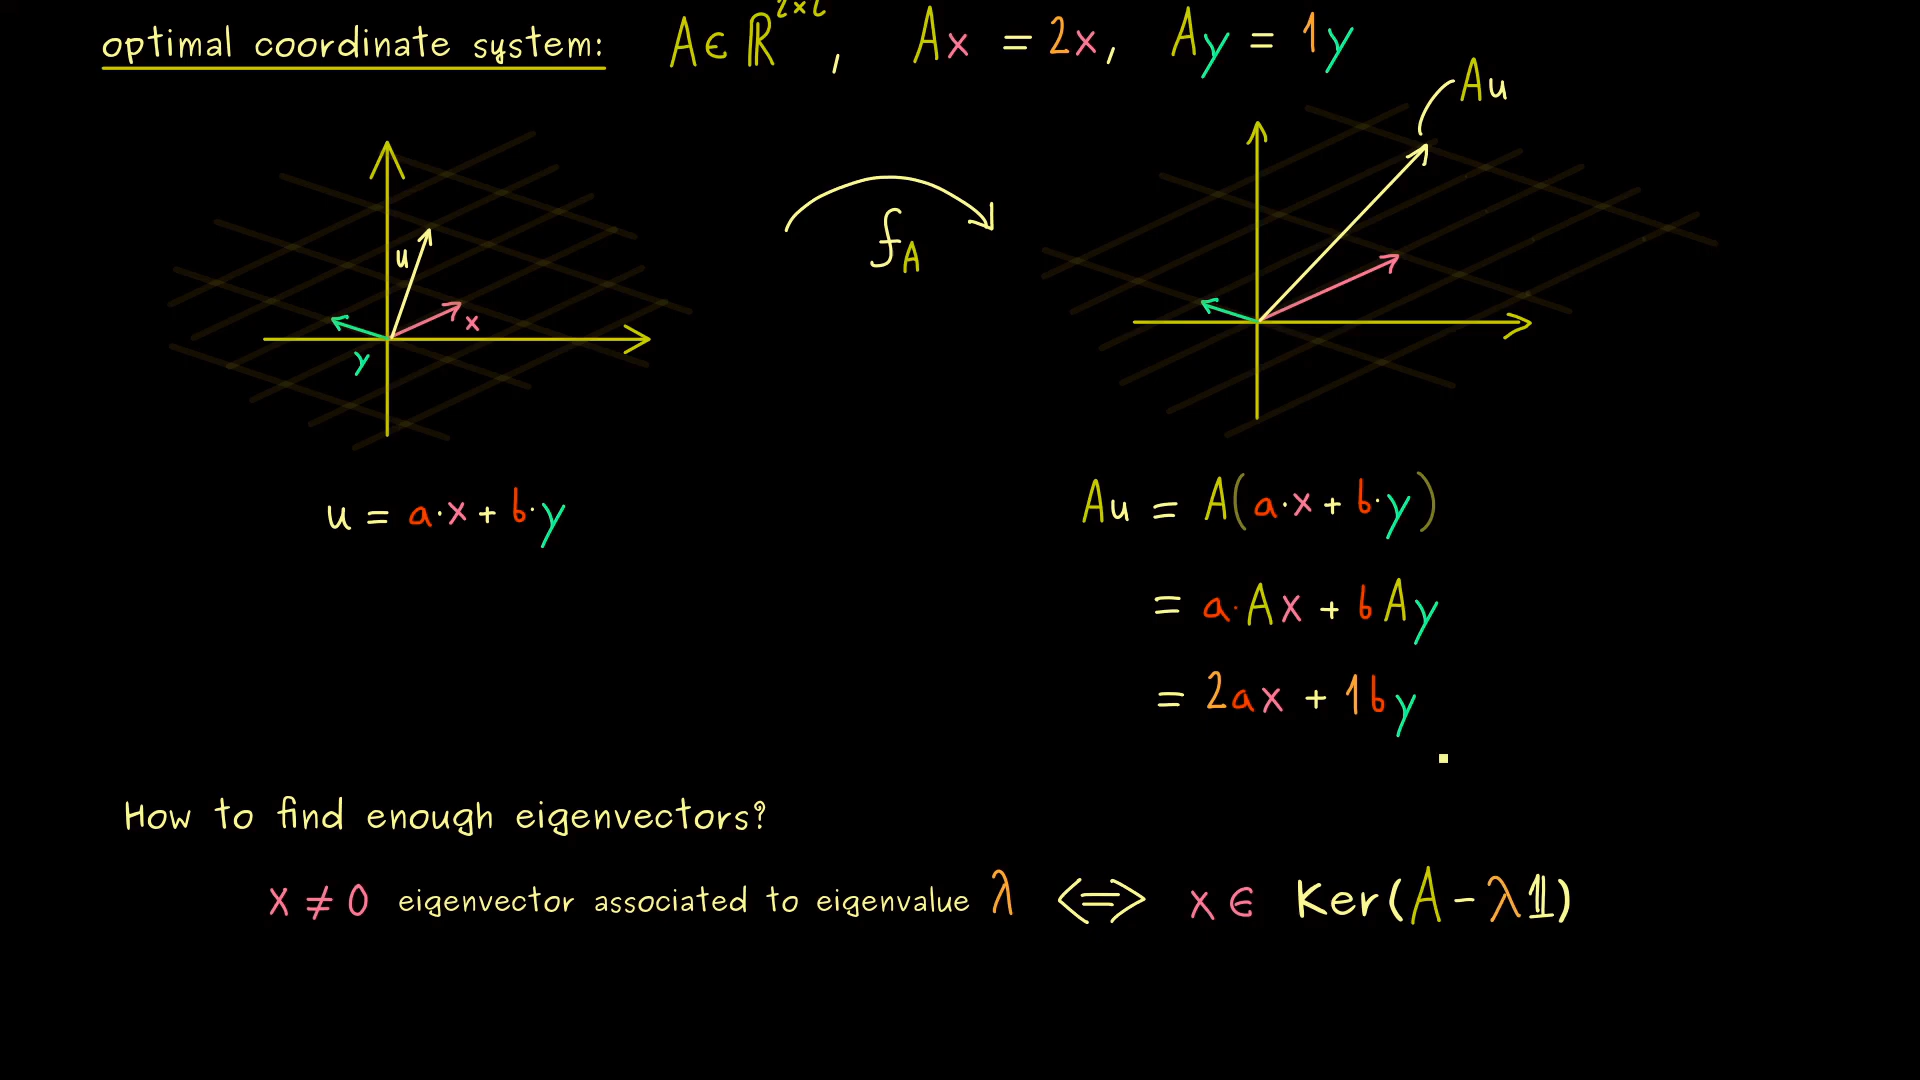 optimal coordinate system: A ∈ ℝ^{2×2}, Ax = 2x, Ay = 1y
Au
u
x
y
f_A
u = a·x + b·y
Au = A(a·x + b·y)
= a·Ax + bAy
= 2ax + 1by
How to find enough eigenvectors?
x ≠ 0 eigenvector associated to eigenvalue λ ⟺ x ∈ Ker(A − λ𝟙)